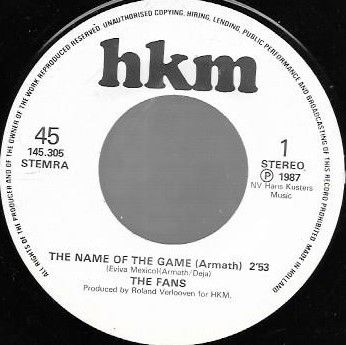 ALL RIGHTS OF THE PRODUCER AND OF THE OWNER OF THE WORK REPRODUCED RESERVED. UNAUTHORISED COPYING, HIRING, LENDING, PUBLIC PERFORMANCE AND BROADCASTING OF THIS RECORD PROHIBITED. MADE IN HOLLAND
hkm
45
145.305
STEMRA
1
STEREO
Ⓟ 1987
NV Hans Kusters
Music
THE NAME OF THE GAME (Armath) 2'53
(Eviva Mexico)(Armath/Deja)
THE FANS
Produced by Roland Verlooven for HKM.